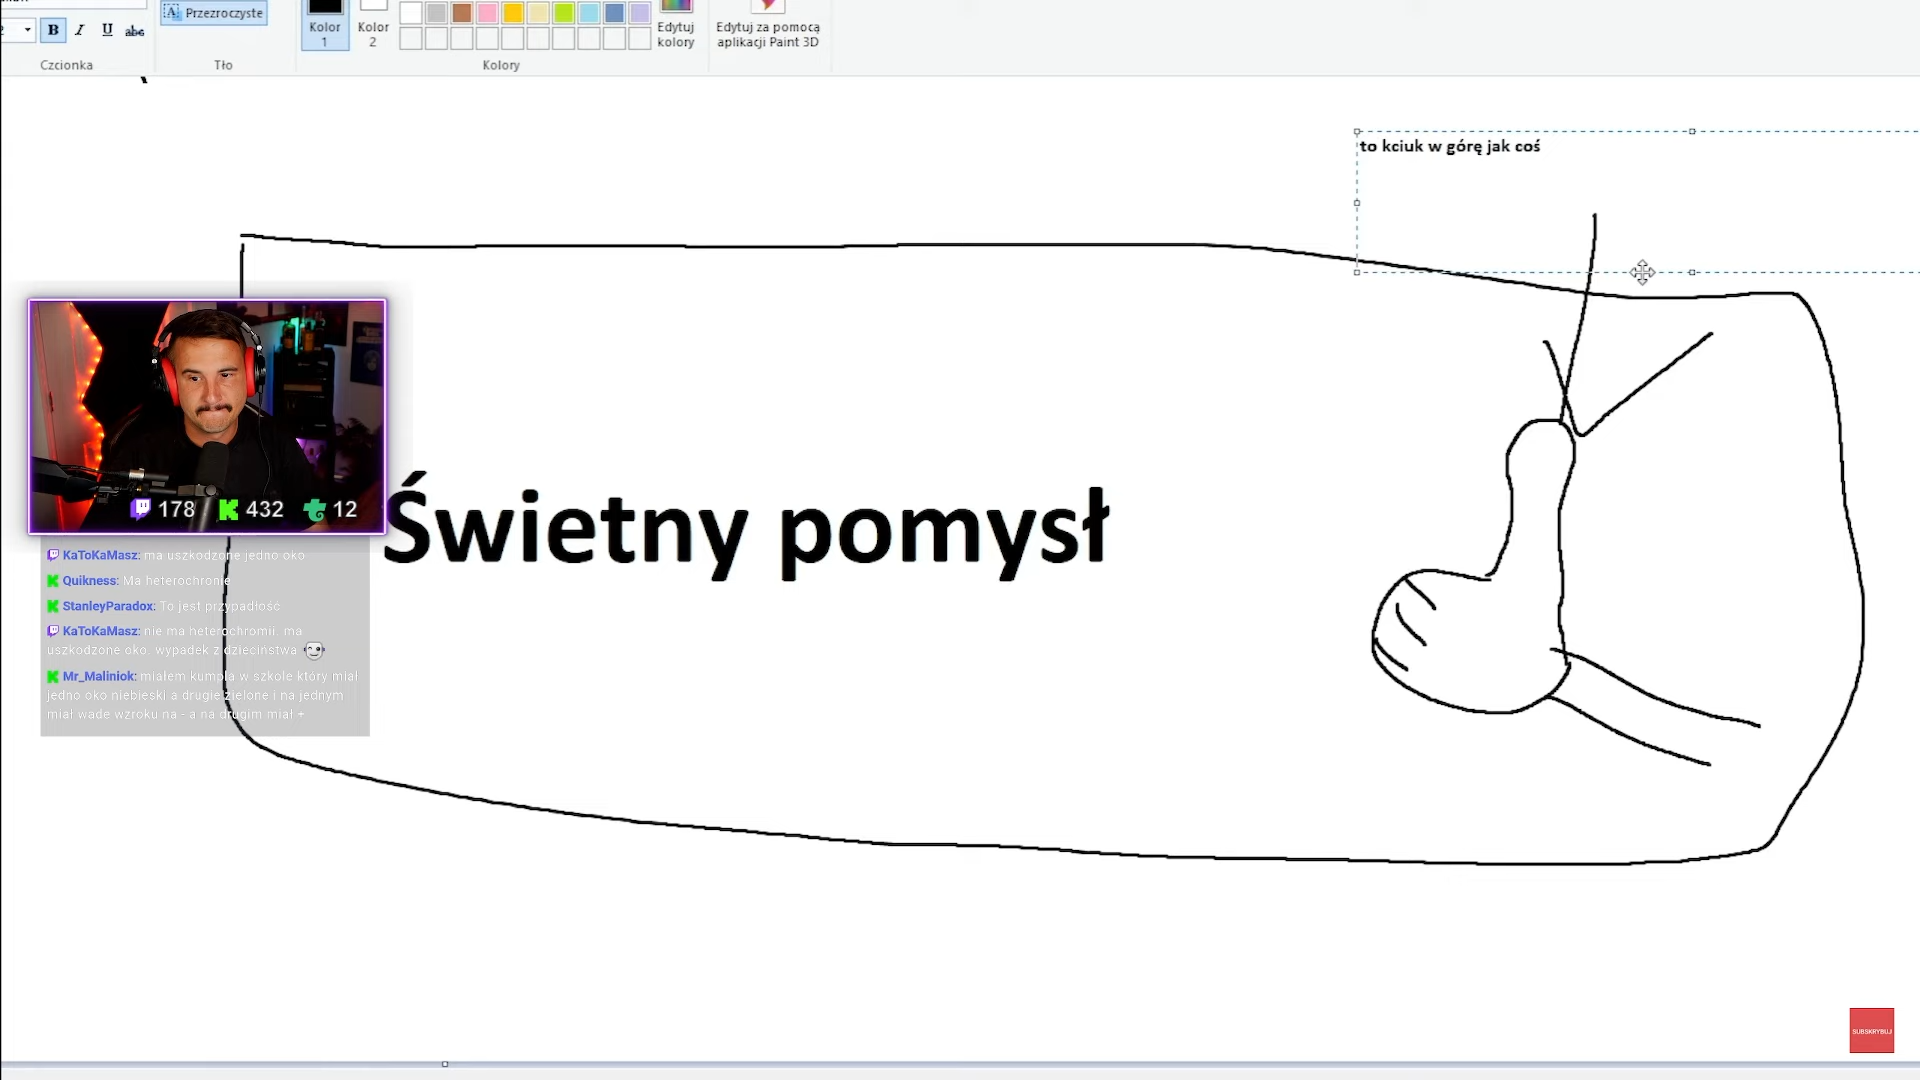 Przezroczyste
B I U abc
Czcionka
Tło
Kolor
1
Kolor
2
Edytuj
kolory
Edytuj za pomocą
aplikacji Paint 3D
Kolory
to kciuk w górę jak coś
178 432 12
Świetny pomysł
KaToKaMasz: ma uszkodzone jedno oko
Quikness: Ma heterochronie
StanleyParadox: To jest przypadłość
KaToKaMasz: nie ma heterochromii. ma
uszkodzone oko. wypadek z dzieciństwa
Mr_Maliniok: miałem kumpla w szkole który miał
jedno oko niebieski a drugie zielone i na jednym
miał wade wzroku na - a na drugim miał +
SUBSKRYBUJ